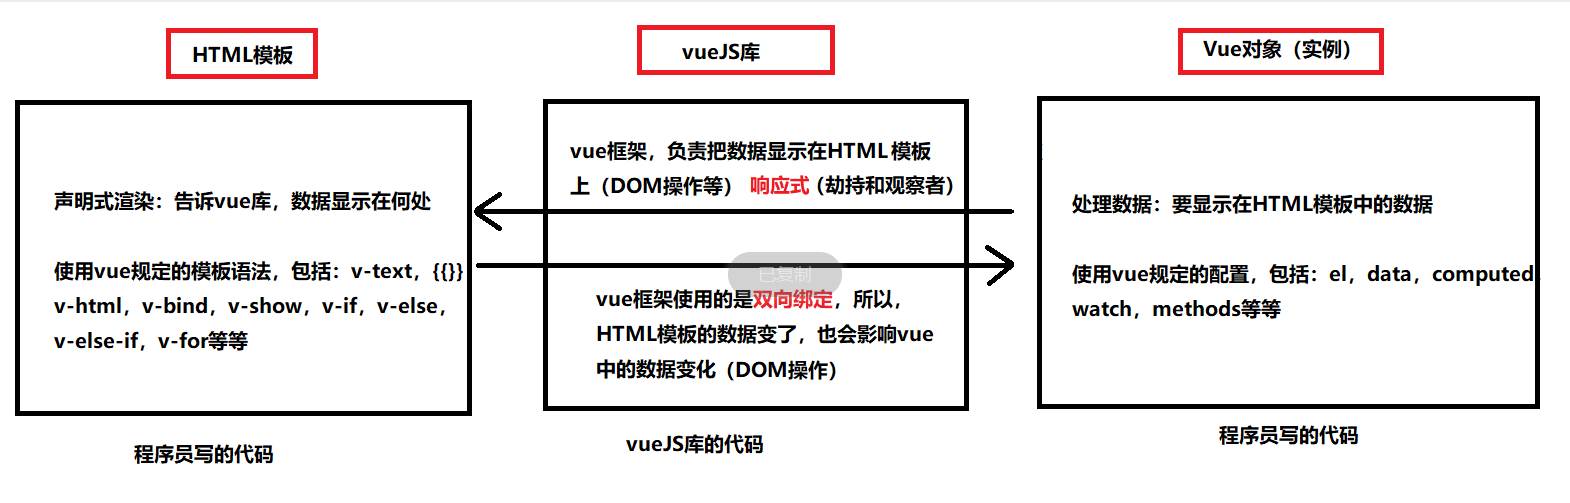 HTML模板
vueJS库
Vue对象（实例）
声明式渲染：告诉vue库，数据显示在何处
使用vue规定的模板语法，包括：v-text，{{}}
v-html，v-bind，v-show，v-if，v-else，
v-else-if，v-for等等
程序员写的代码
vue框架，负责把数据显示在HTML模板
上（DOM操作等） 响应式（劫持和观察者）
已复制
vue框架使用的是双向绑定，所以，
HTML模板的数据变了，也会影响vue
中的数据变化（DOM操作）
vueJS库的代码
处理数据：要显示在HTML模板中的数据
使用vue规定的配置，包括：el，data，computed
watch，methods等等
程序员写的代码